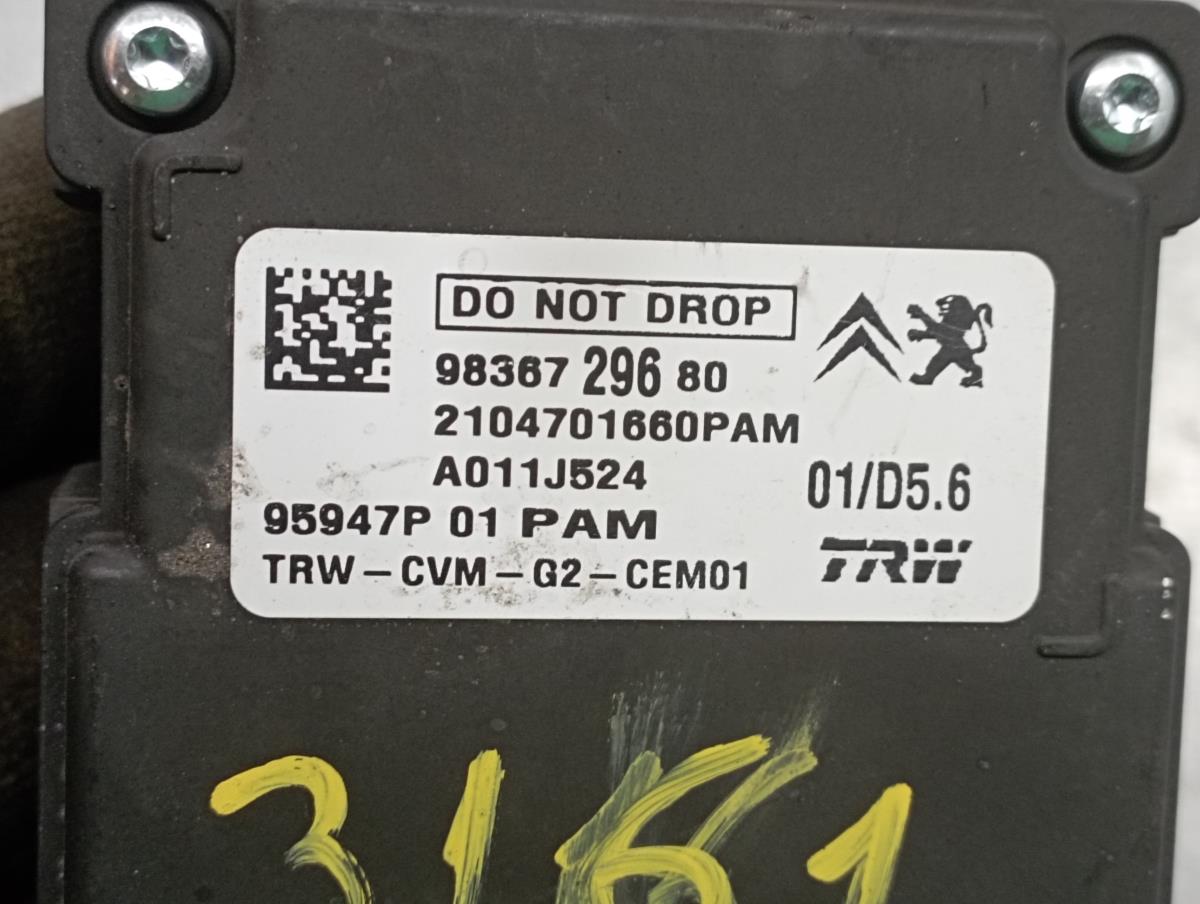 DO NOT DROP
98367 296 80
2104701660PAM
A011J524
01/D5.6
95947P 01 PAM
TRW
TRW-CVM-G2-CEM01
3161